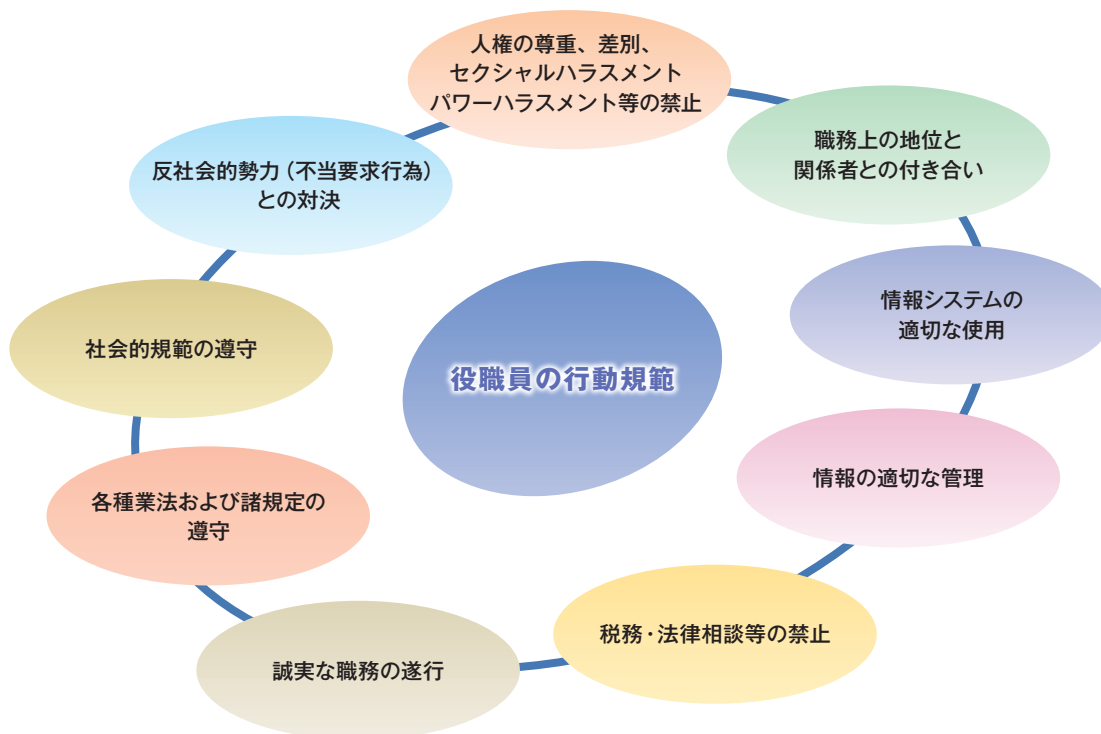 人権の尊重、差別、
セクシャルハラスメント
パワーハラスメント等の禁止
職務上の地位と
関係者との付き合い
情報システムの
適切な使用
情報の適切な管理
税務・法律相談等の禁止
誠実な職務の遂行
各種業法および諸規定の
遵守
社会的規範の遵守
反社会的勢力（不当要求行為）
との対決
役職員の行動規範